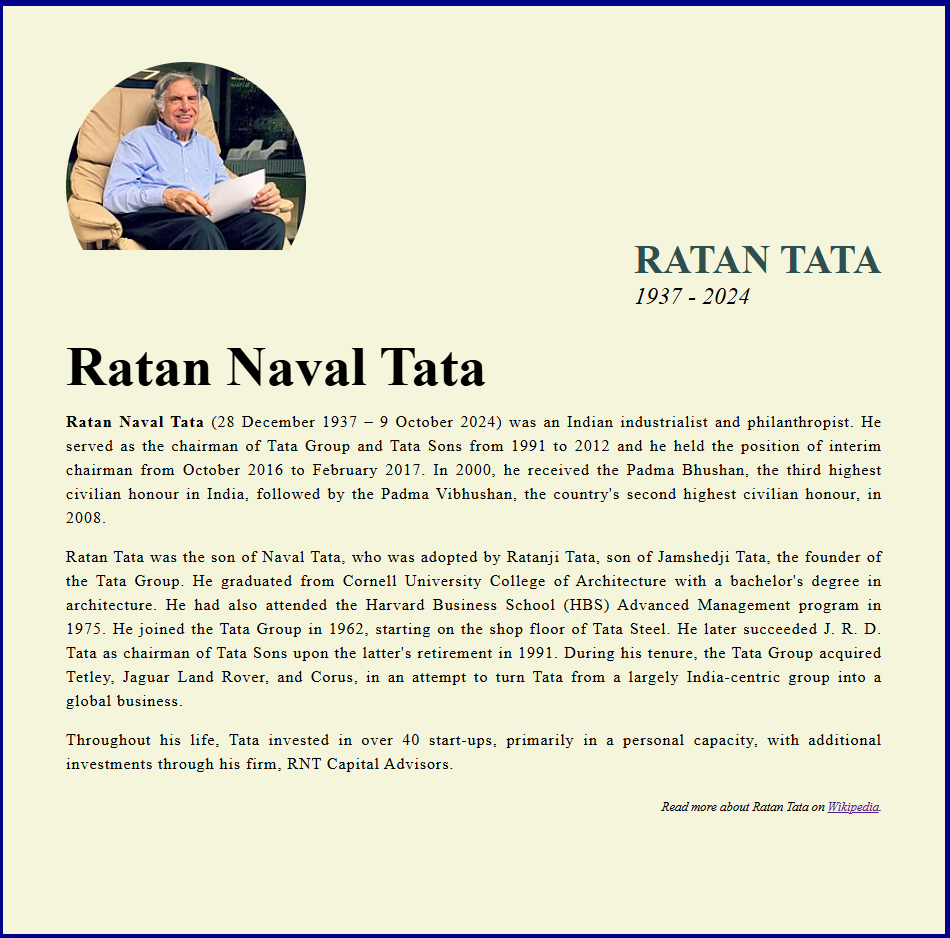 RATAN TATA
1937 - 2024
Ratan Naval Tata
Ratan Naval Tata (28 December 1937 – 9 October 2024) was an Indian industrialist and philanthropist. He
served as the chairman of Tata Group and Tata Sons from 1991 to 2012 and he held the position of interim
chairman from October 2016 to February 2017. In 2000, he received the Padma Bhushan, the third highest
civilian honour in India, followed by the Padma Vibhushan, the country's second highest civilian honour, in
2008.
Ratan Tata was the son of Naval Tata, who was adopted by Ratanji Tata, son of Jamshedji Tata, the founder of
the Tata Group. He graduated from Cornell University College of Architecture with a bachelor's degree in
architecture. He had also attended the Harvard Business School (HBS) Advanced Management program in
1975. He joined the Tata Group in 1962, starting on the shop floor of Tata Steel. He later succeeded J. R. D.
Tata as chairman of Tata Sons upon the latter's retirement in 1991. During his tenure, the Tata Group acquired
Tetley, Jaguar Land Rover, and Corus, in an attempt to turn Tata from a largely India-centric group into a
global business.
Throughout his life, Tata invested in over 40 start-ups, primarily in a personal capacity, with additional
investments through his firm, RNT Capital Advisors.
Read more about Ratan Tata on Wikipedia.